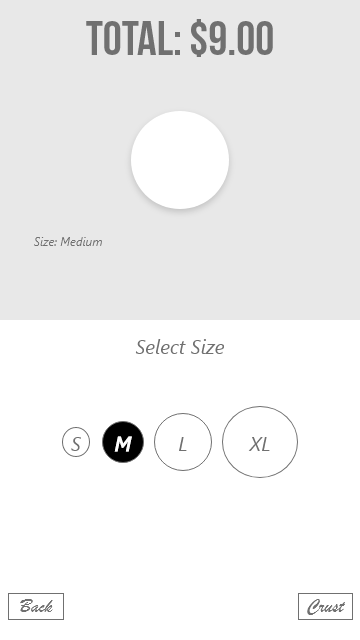 TOTAL: $9.00
Size: Medium
Select Size
S M L XL
Back Crust